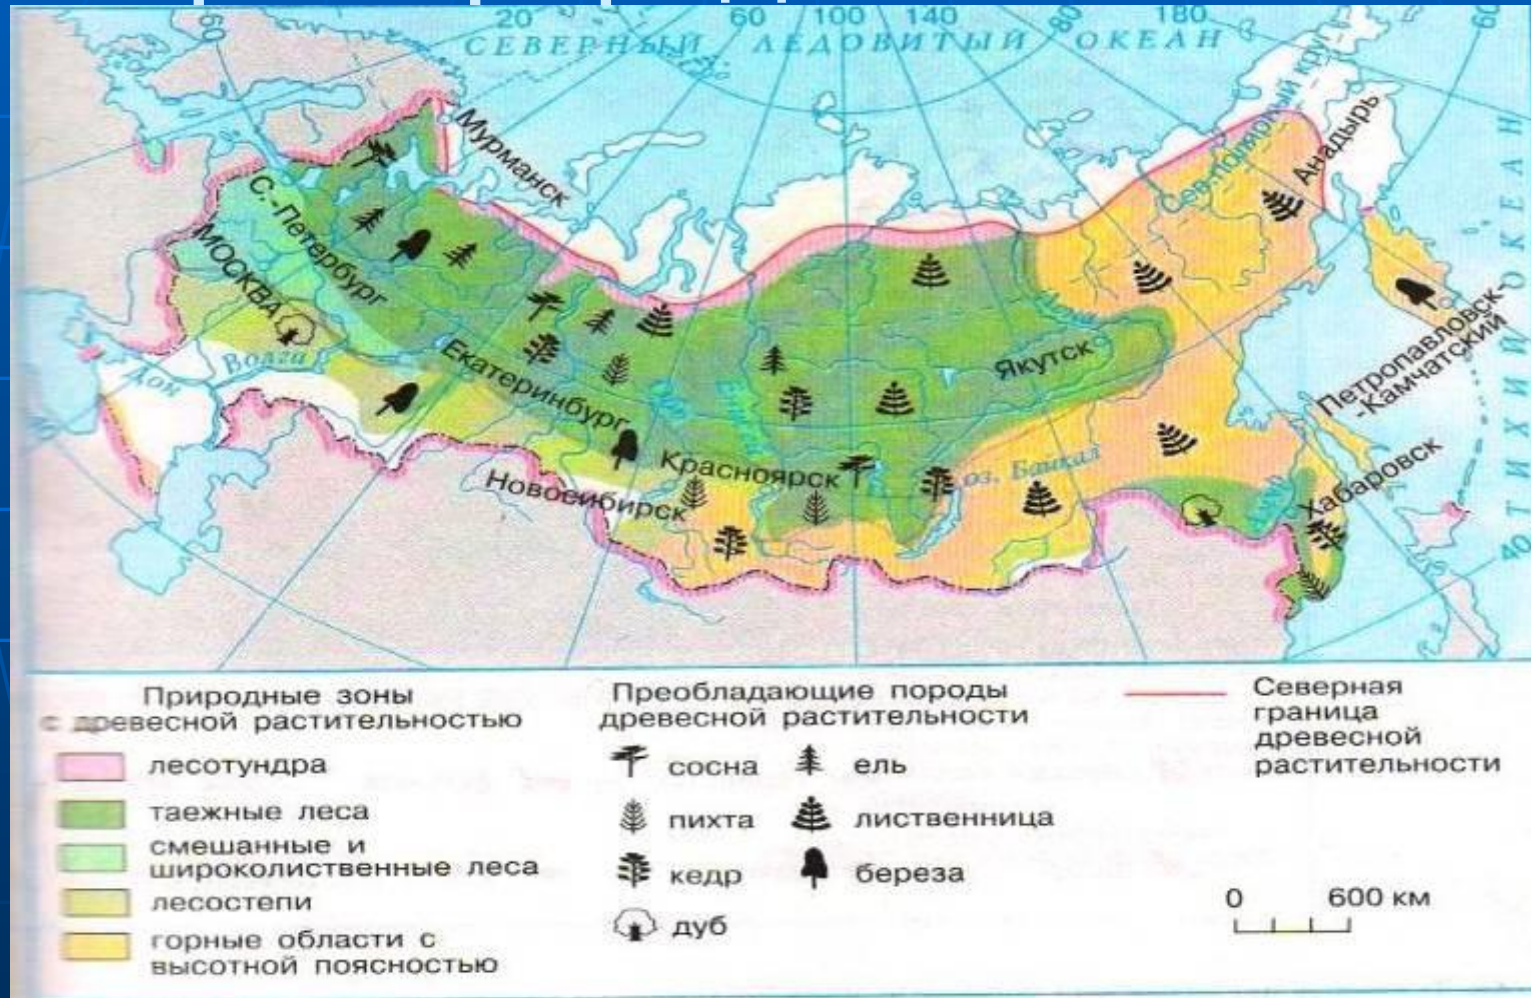 20 60 100 140 80 180 60
60
СЕВЕРНЫЙ ЛЕДОВИТЫЙ ОКЕАН
Сев. полярный круг
Мурманск
Анадырь
С.-Петербург
МОСКВА
ТИХИЙ ОКЕАН
Волга
Дон
Екатеринбург
Якутск
Петропавловск-
-Камчатский
Красноярск
Новосибирск
оз. Байкал
Хабаровск
40
Природные зоны
с древесной растительностью
лесотундра
таежные леса
смешанные и
широколиственные леса
лесостепи
горные области с
высотной поясностью
Преобладающие породы
древесной растительности
сосна ель
пихта лиственница
кедр береза
дуб
Северная
граница
древесной
растительности
0 600 км